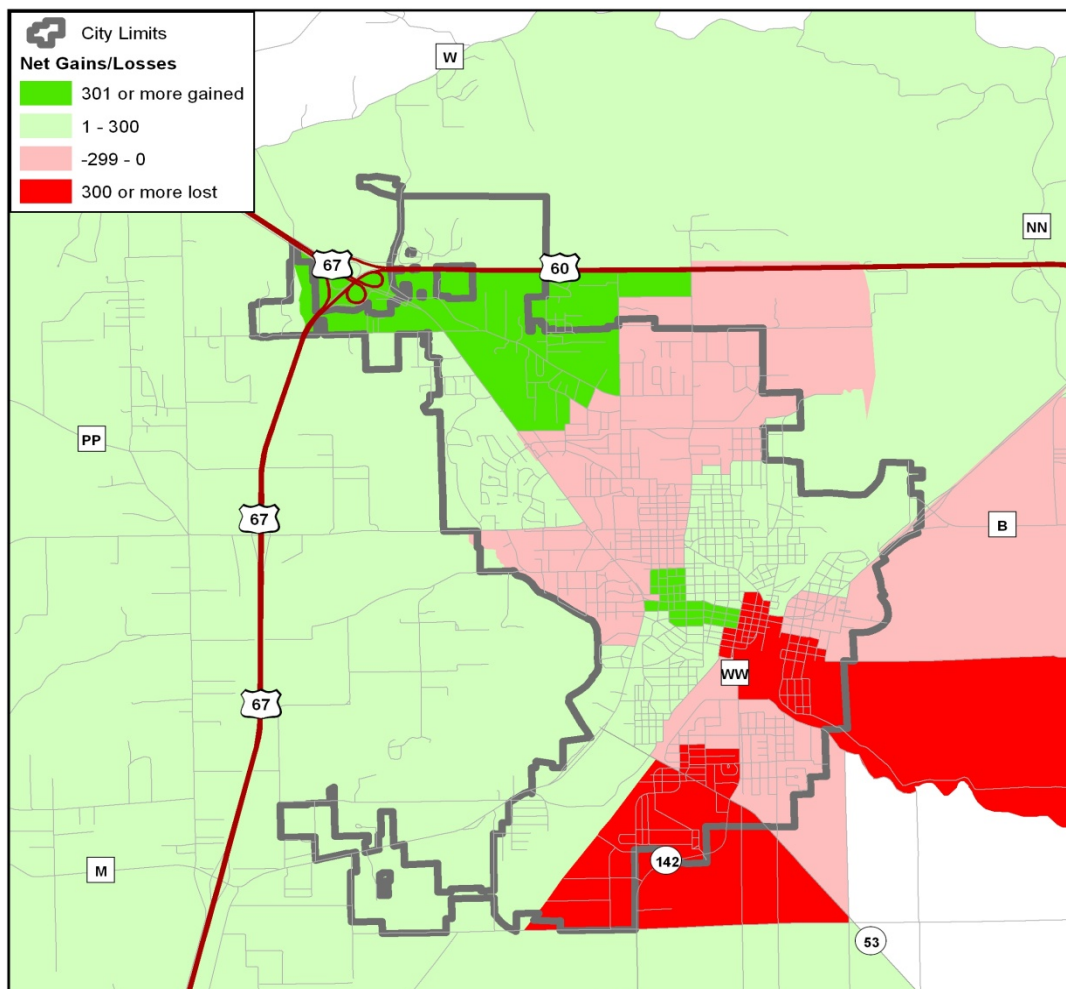 City Limits
Net Gains/Losses
301 or more gained
1 - 300
-299 - 0
300 or more lost
W
NN
67
60
PP
67
B
WW
67
142
M
53